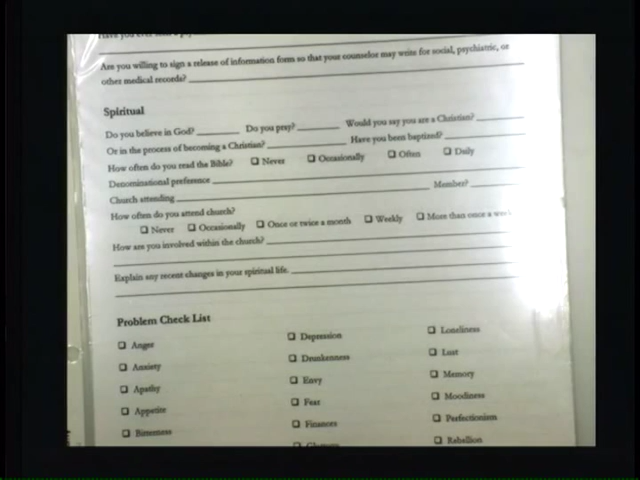 Have you ever
Are you willing to sign a release of information form so that your counselor may write for social, psychiatric, or
other medical records?
Spiritual
Do you believe in God? Do you pray? Would you say you are a Christian?
Or in the process of becoming a Christian? Have you been baptized?
How often do you read the Bible? ❑ Never ❑ Occasionally ❑ Often ❑ Daily
Denominational preference
Church attending Member?
How often do you attend church?
❑ Never ❑ Occasionally ❑ Once or twice a month ❑ Weekly ❑ More than once a
How are you involved within the church?
Explain any recent changes in your spiritual life.
Problem Check List
❑ Anger ❑ Depression ❑ Loneliness
❑ Anxiety ❑ Drunkenness ❑ Lust
❑ Apathy ❑ Envy ❑ Memory
❑ Appetite ❑ Fear ❑ Moodiness
❑ Bitterness ❑ Finances ❑ Perfectionism
❑ Rebellion